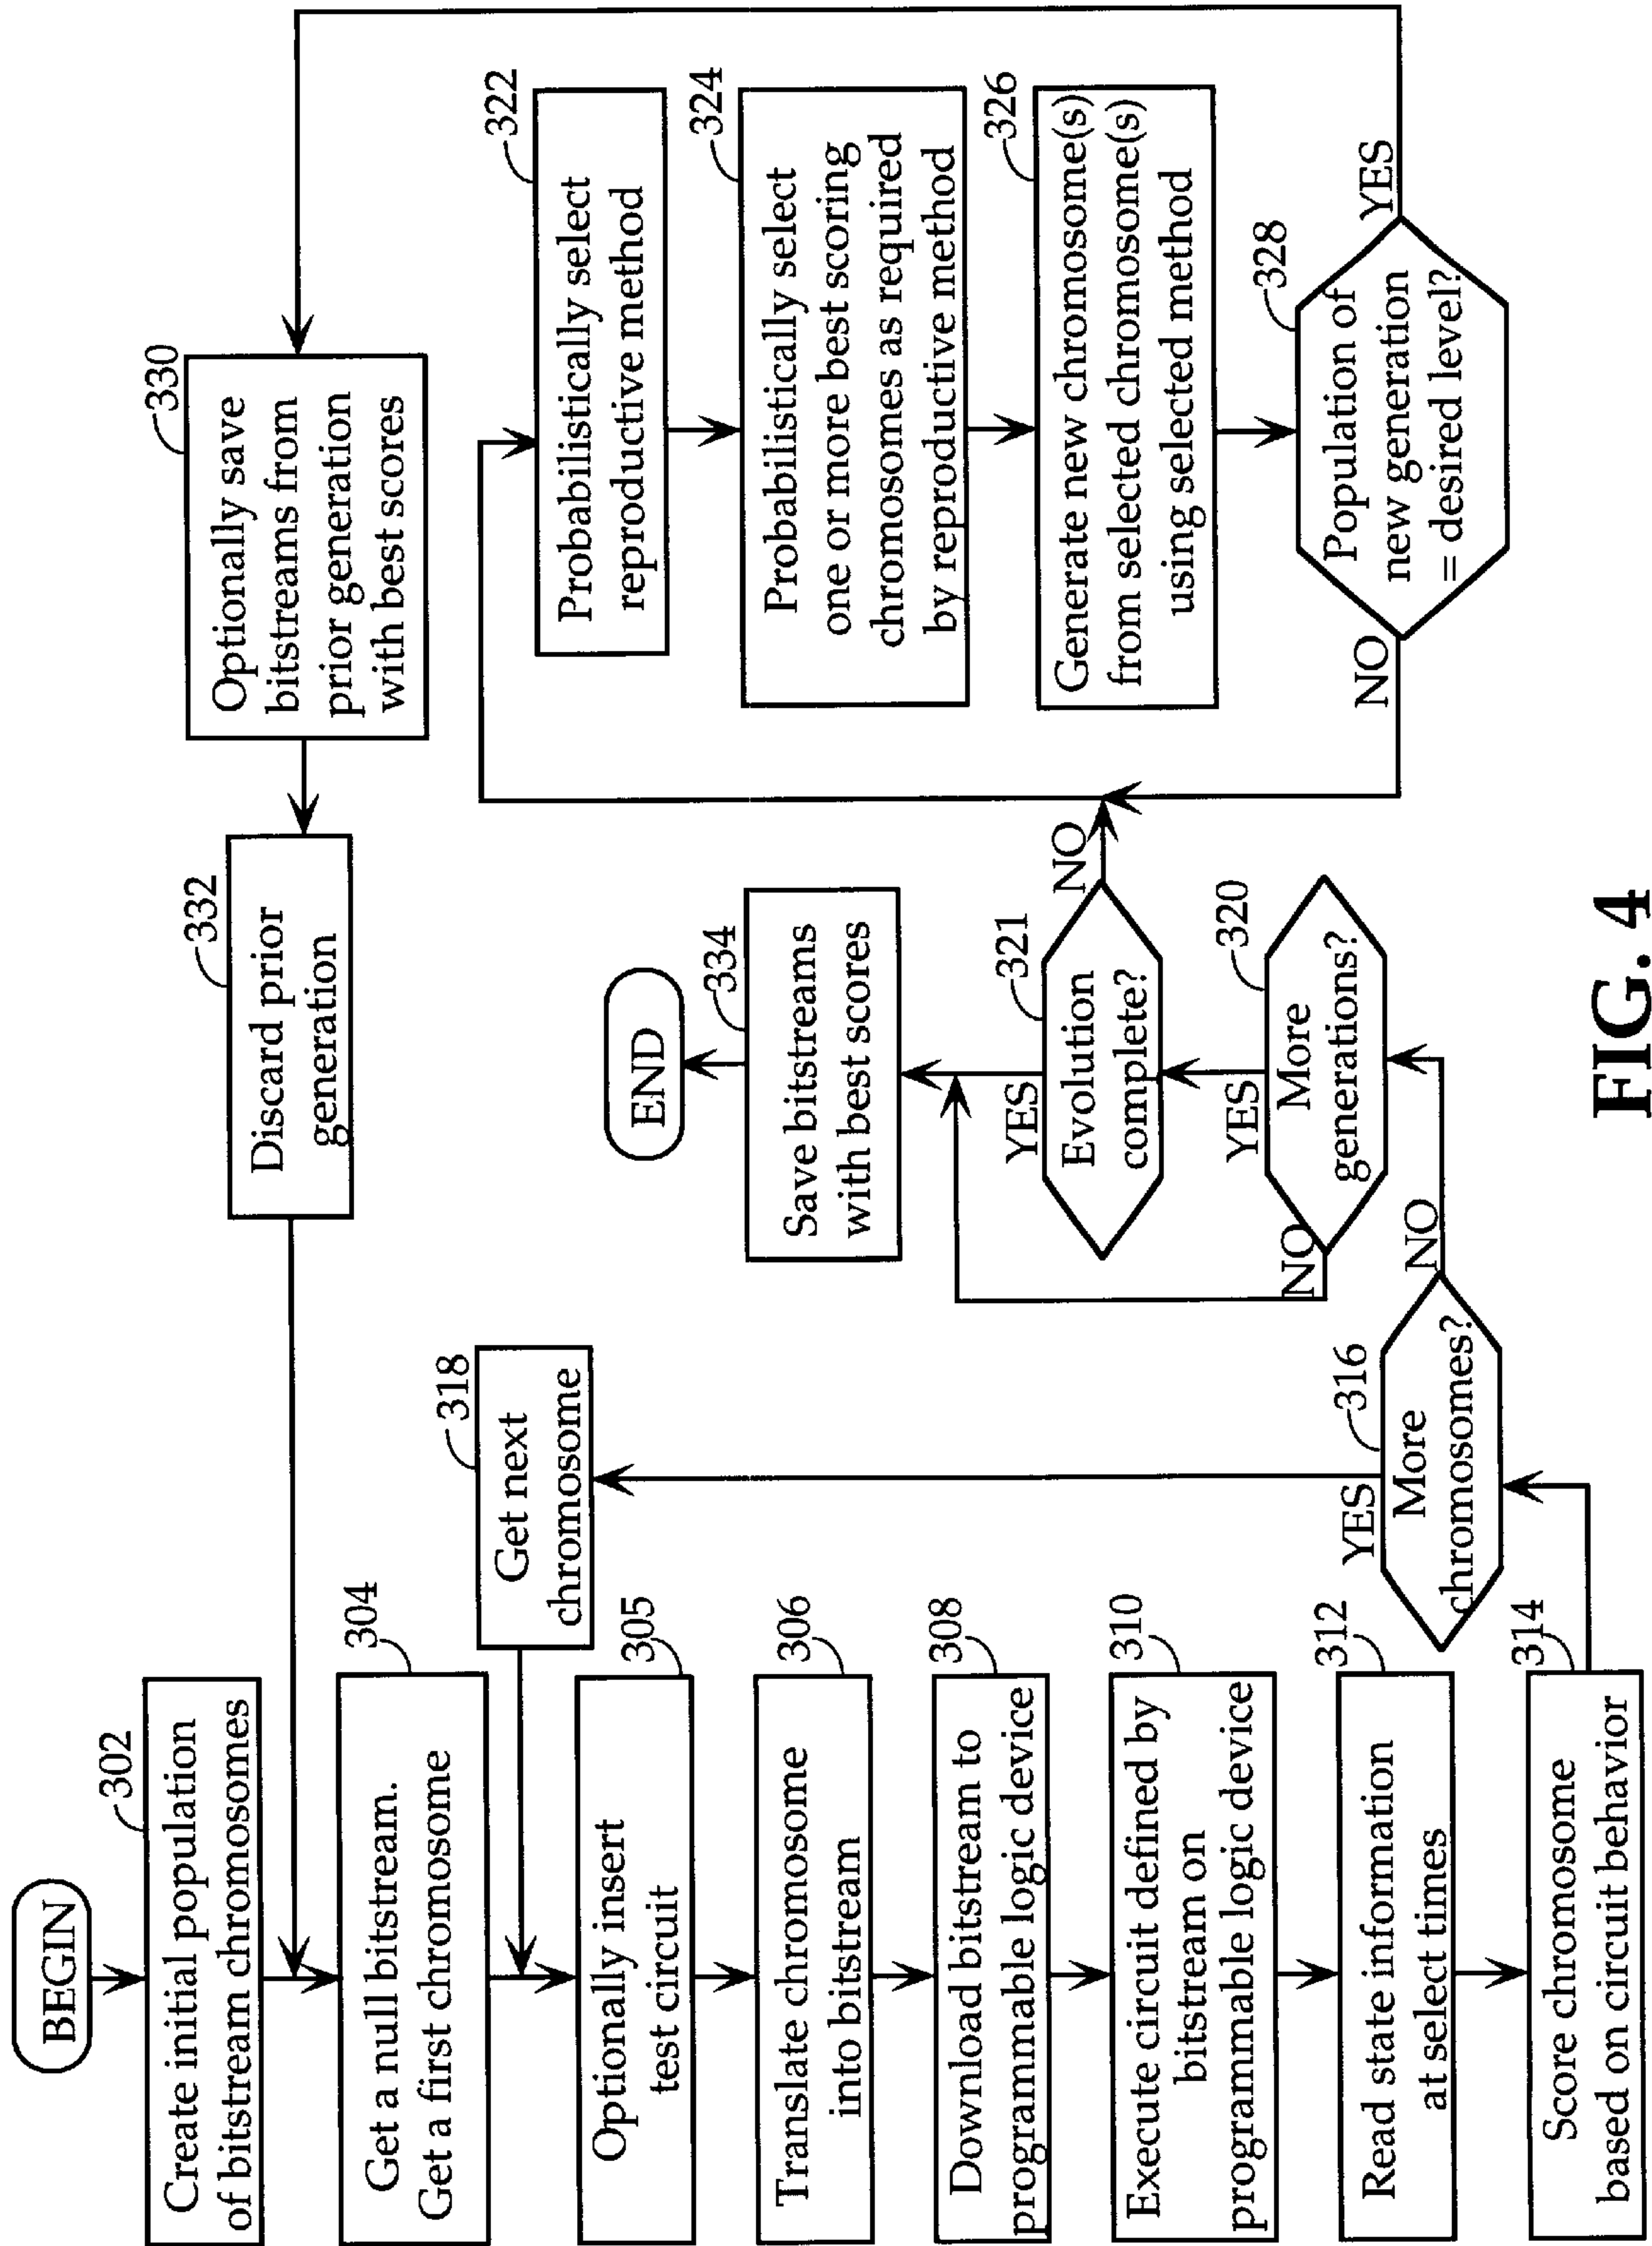 BEGIN
302
Create initial population
of bitstream chromosomes
304
Get a null bitstream.
Get a first chromosome
305
Optionally insert
test circuit
306
Translate chromosome
into bitstream
308
Download bitstream to
programmable logic device
310
Execute circuit defined by
bitstream on
programmable logic device
312
Read state information
at select times
314
Score chromosome
based on circuit behavior
316
More
chromosomes?
YES
NO
318
Get next
chromosome
320
More
generations?
YES
NO
321
Evolution
complete?
YES
NO
334
Save bitstreams
with best scores
END
322
Probabilistically select
reproductive method
324
Probabilistically select
one or more best scoring
chromosomes as required
by reproductive method
326
Generate new chromosome(s)
from selected chromosome(s)
using selected method
328
Population of
new generation
= desired level?
NO
YES
330
Optionally save
bitstreams from
prior generation
with best scores
332
Discard prior
generation
FIG. 4